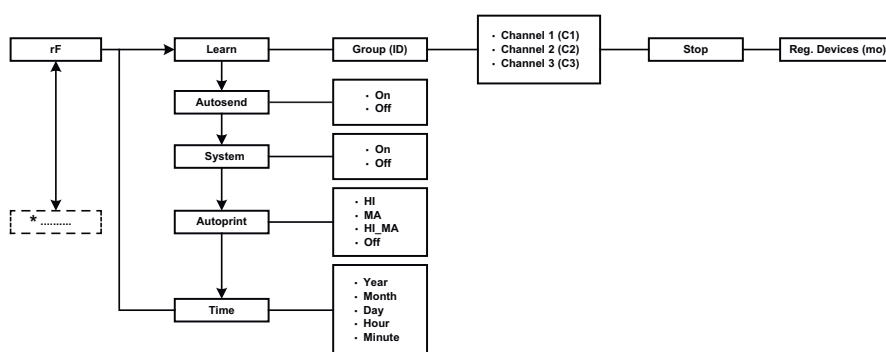 rF
Learn
Group (ID)
• Channel 1 (C1)
• Channel 2 (C2)
• Channel 3 (C3)
Stop
Reg. Devices (mo)
Autosend
• On
• Off
System
• On
• Off
* ..........
Autoprint
• HI
• MA
• HI_MA
• Off
Time
• Year
• Month
• Day
• Hour
• Minute